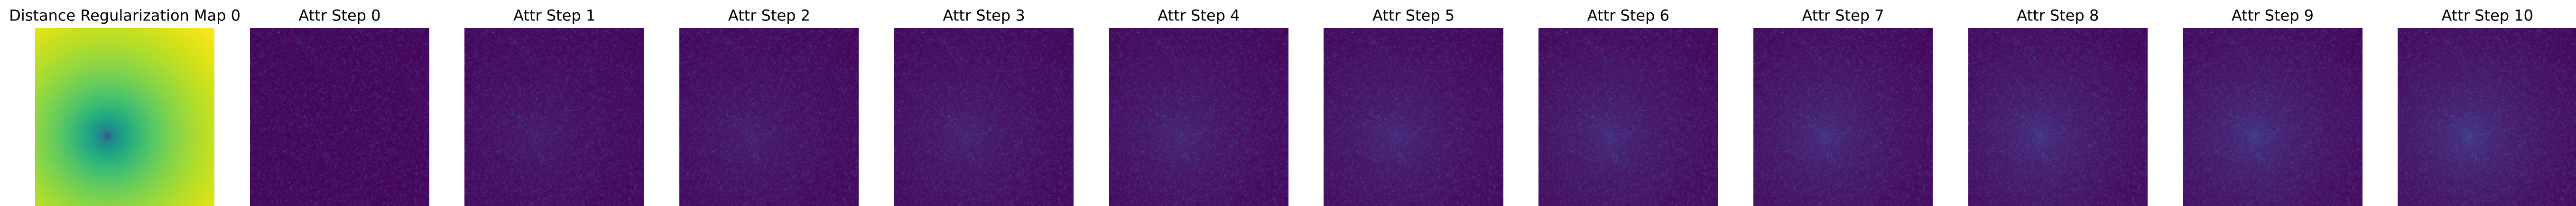 Distance Regularization Map 0
Attr Step 0
Attr Step 1
Attr Step 2
Attr Step 3
Attr Step 4
Attr Step 5
Attr Step 6
Attr Step 7
Attr Step 8
Attr Step 9
Attr Step 10